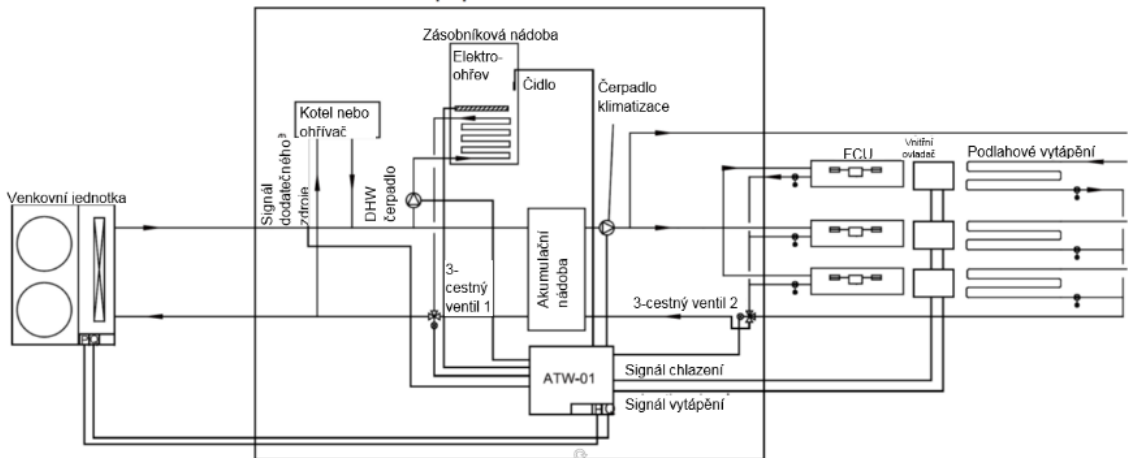 Zásobníková nádoba
Elektro-
ohřev
Čidlo
Čerpadlo
klimatizace
Kotel nebo
ohřívač
Signál
dodatečného
zdroje
DHW
čerpadlo
Venkovní jednotka
Akumulační
nádoba
3-
cestný
ventil 1
3-cestný ventil 2
ATW-01
Signál chlazení
Signál vytápění
Vnitřní
ovladač
Podlahové vytápění
P Q
H Q